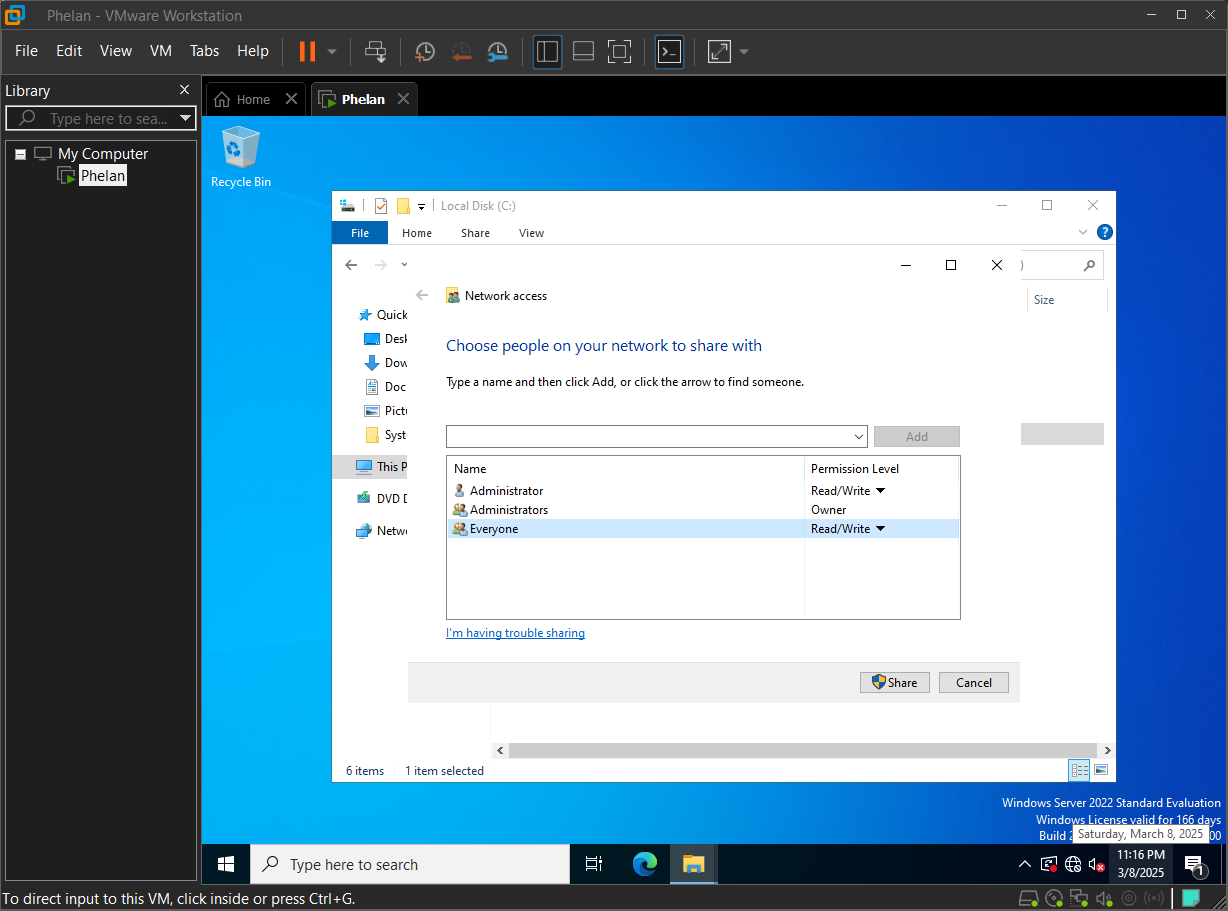 Phelan - VMware Workstation
File Edit View VM Tabs Help
Library
Home
Phelan
Type here to sea...
My Computer
Phelan
Recycle Bin
Local Disk (C:)
File Home Share View
Network access
Size
Quick
Desk
Dow
Doc
Pictu
Syst
This P
DVD D
Netwo
Choose people on your network to share with
Type a name and then click Add, or click the arrow to find someone.
Add
Name Permission Level
Administrator Read/Write
Administrators Owner
Everyone Read/Write
I'm having trouble sharing
Share Cancel
6 items 1 item selected
Windows Server 2022 Standard Evaluation
Windows License valid for 166 days
Build 2
00
Saturday, March 8, 2025
Type here to search
11:16 PM
3/8/2025
1
To direct input to this VM, click inside or press Ctrl+G.